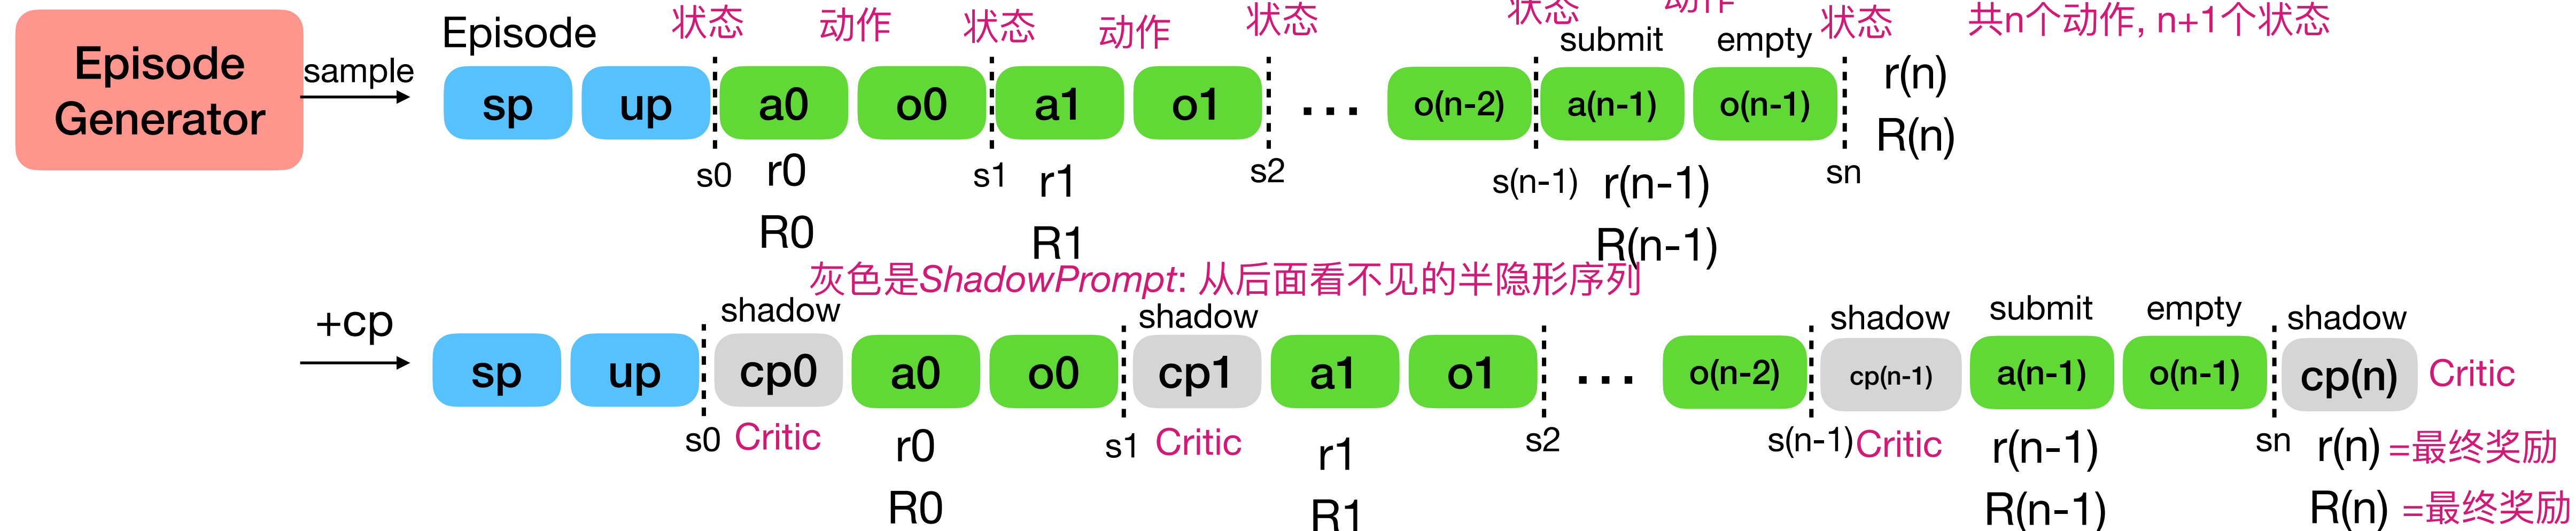 Episode
Generator
sample
Episode
状态
动作
状态
动作
状态
状态
动作
状态
共n个动作, n+1个状态
submit
empty
sp
up
a0
o0
a1
o1
...
o(n-2)
a(n-1)
o(n-1)
r(n)
R(n)
s0
r0
s1
r1
s2
s(n-1)
r(n-1)
sn
R0
R1
R(n-1)
灰色是ShadowPrompt: 从后面看不见的半隐形序列
+cp
shadow
shadow
shadow
submit
empty
shadow
sp
up
cp0
a0
o0
cp1
a1
o1
...
o(n-2)
cp(n-1)
a(n-1)
o(n-1)
cp(n)
Critic
s0
Critic
r0
s1
Critic
r1
s2
s(n-1)
Critic
r(n-1)
sn
r(n) =最终奖励
R0
R1
R(n-1)
R(n) =最终奖励